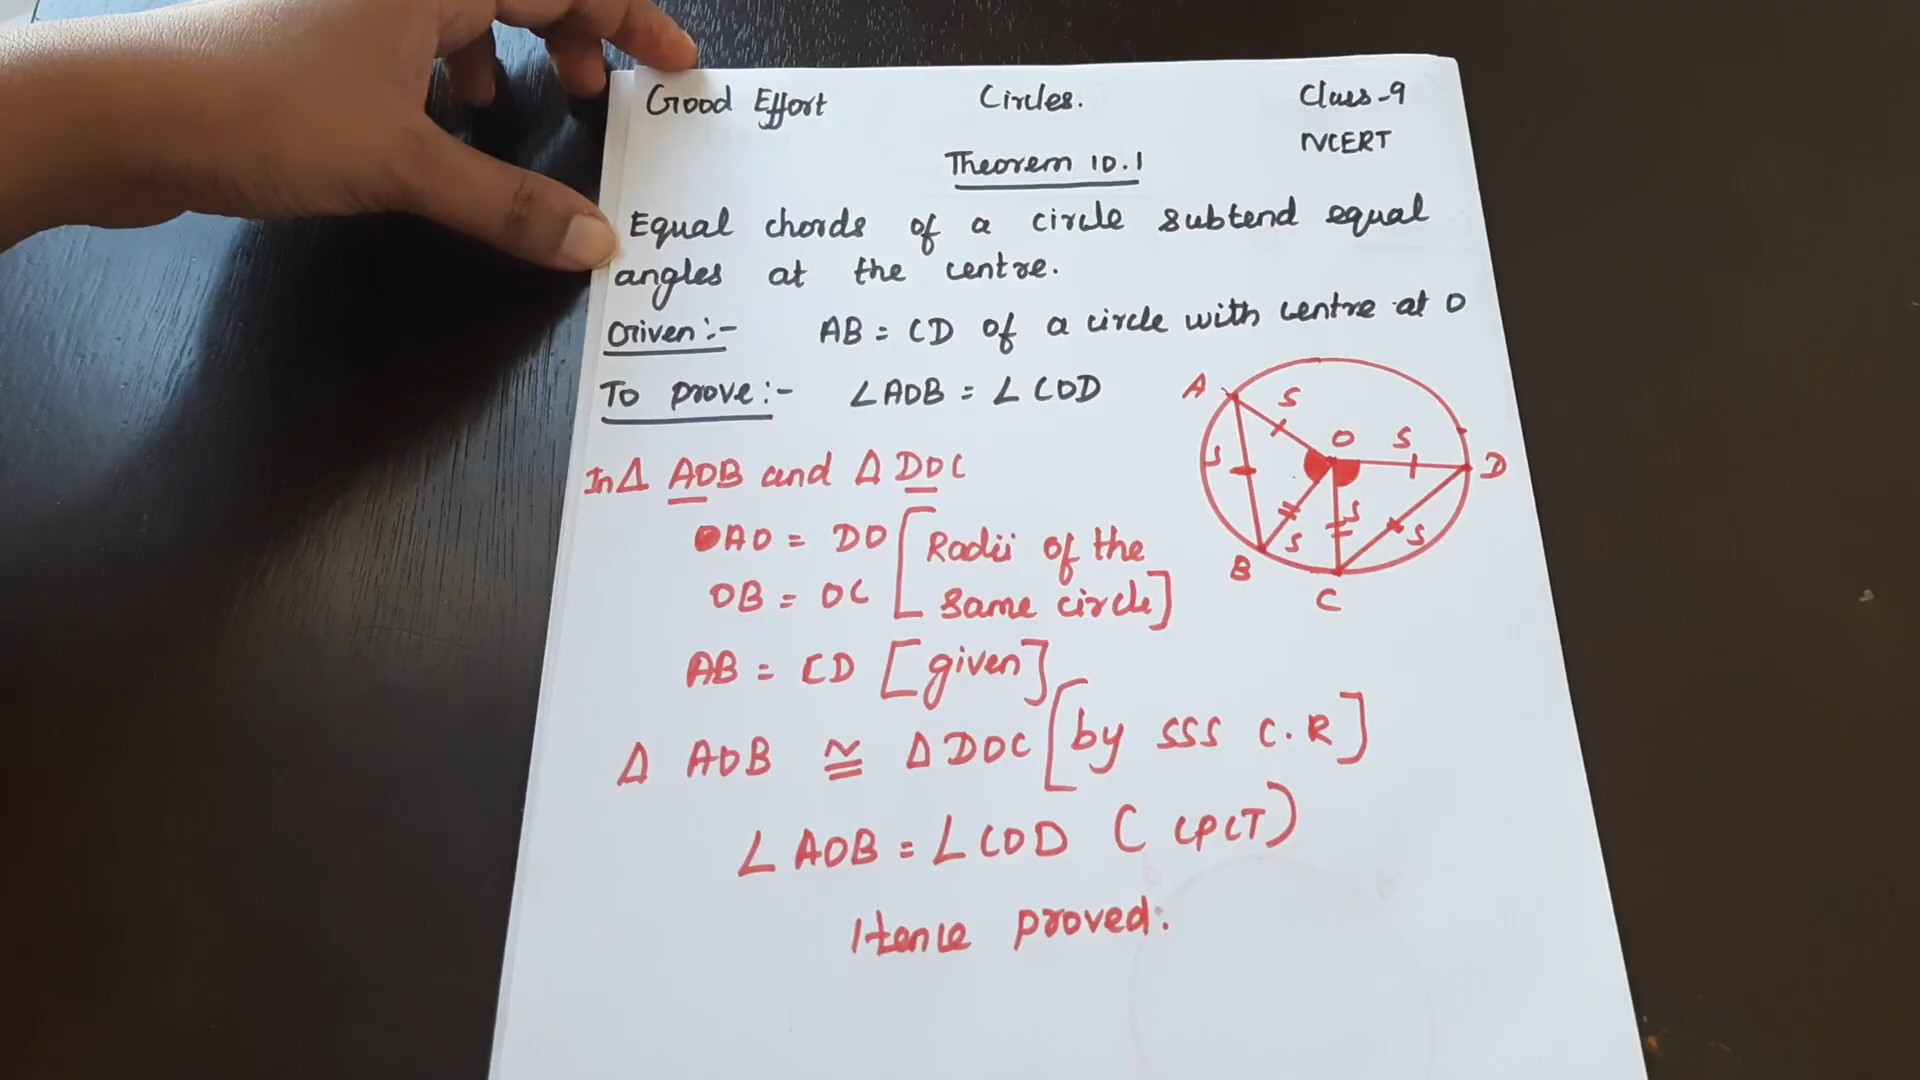 Good Effort Circles. Class-9
NCERT
Theorem 10.1
Equal chords of a circle subtend equal
angles at the centre.
Given:- AB = CD of a circle with centre at O
To prove:- ∠AOB = ∠COD
In Δ AOB and Δ DOC
AO = DO [Radii of the
OB = OC same circle]
AB = CD [given]
Δ AOB ≅ Δ DOC [by SSS C.R]
∠AOB = ∠COD (CPCT)
Hence proved.
A S
O S
S D
S
S S
B
C